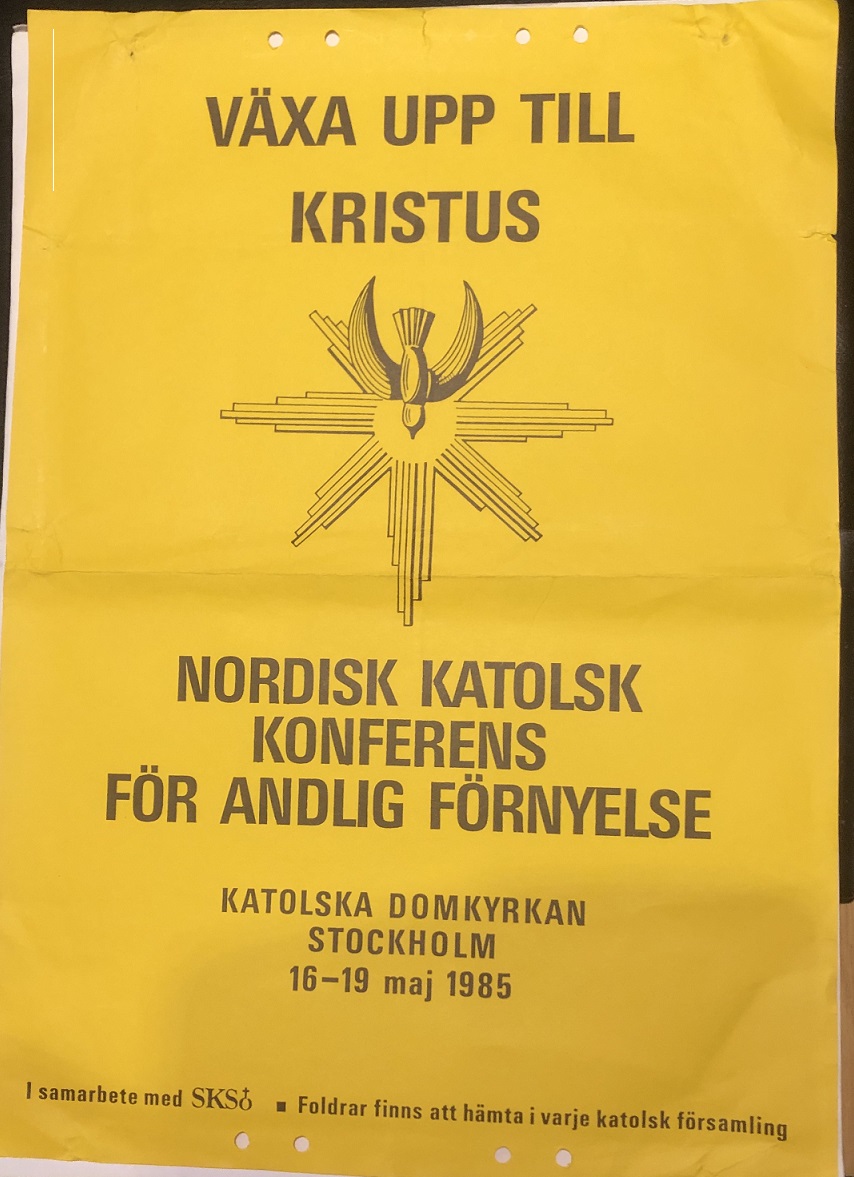 VÄXA UPP TILL
KRISTUS
NORDISK KATOLSK
KONFERENS
FÖR ANDLIG FÖRNYELSE
KATOLSKA DOMKYRKAN
STOCKHOLM
16–19 maj 1985
I samarbete med SKSö ■ Foldrar finns att hämta i varje katolsk församling